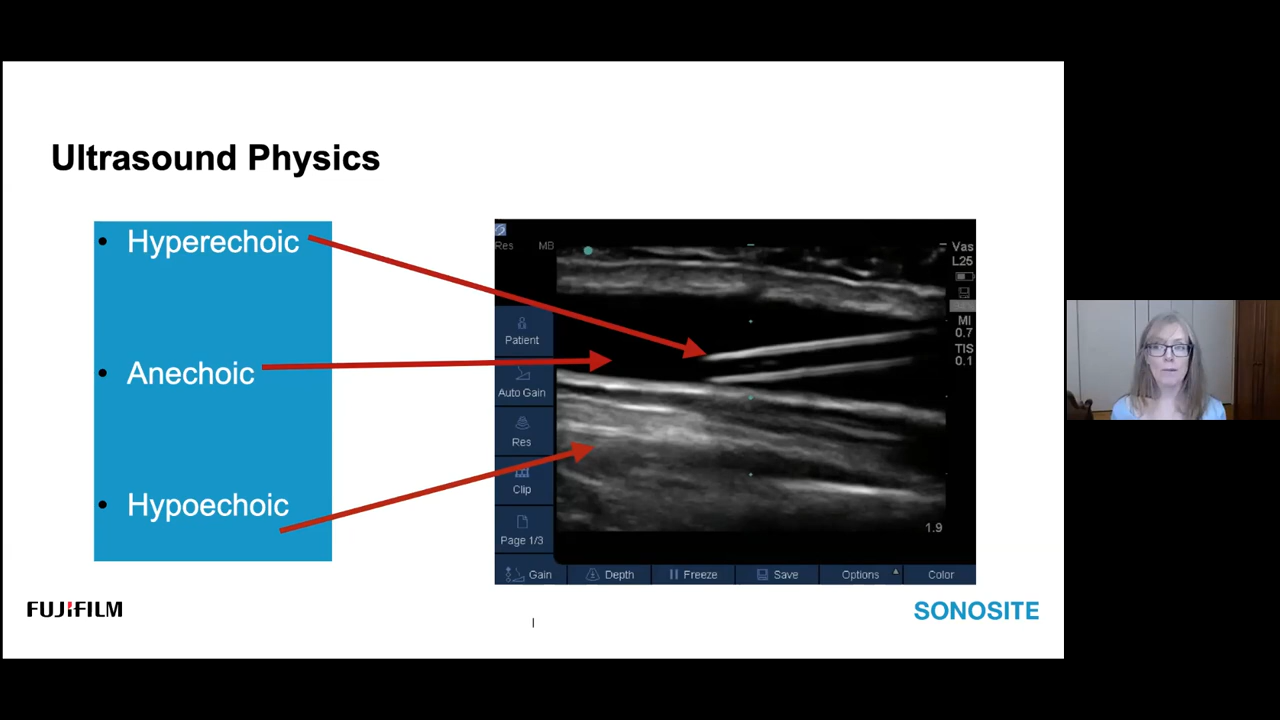 Ultrasound Physics
• Hyperechoic
• Anechoic
• Hypoechoic
Res MB
Vas
L25
MI
0.7
TIS
0.1
Patient
Auto Gain
Res
Clip
Page 1/3
1.9
Gain Depth Freeze Save Options Color
FUJIFILM
SONOSITE